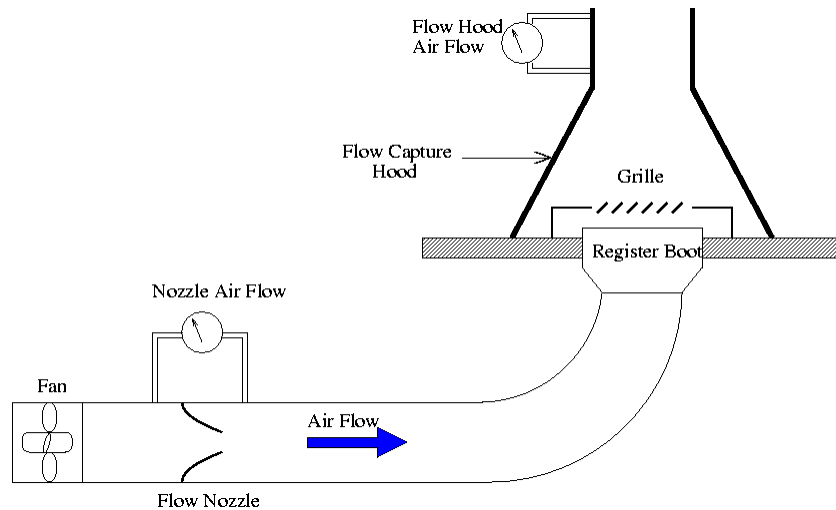 Flow Hood
Air Flow
Flow Capture
Hood
Grille
Register Boot
Nozzle Air Flow
Fan
Air Flow
Flow Nozzle